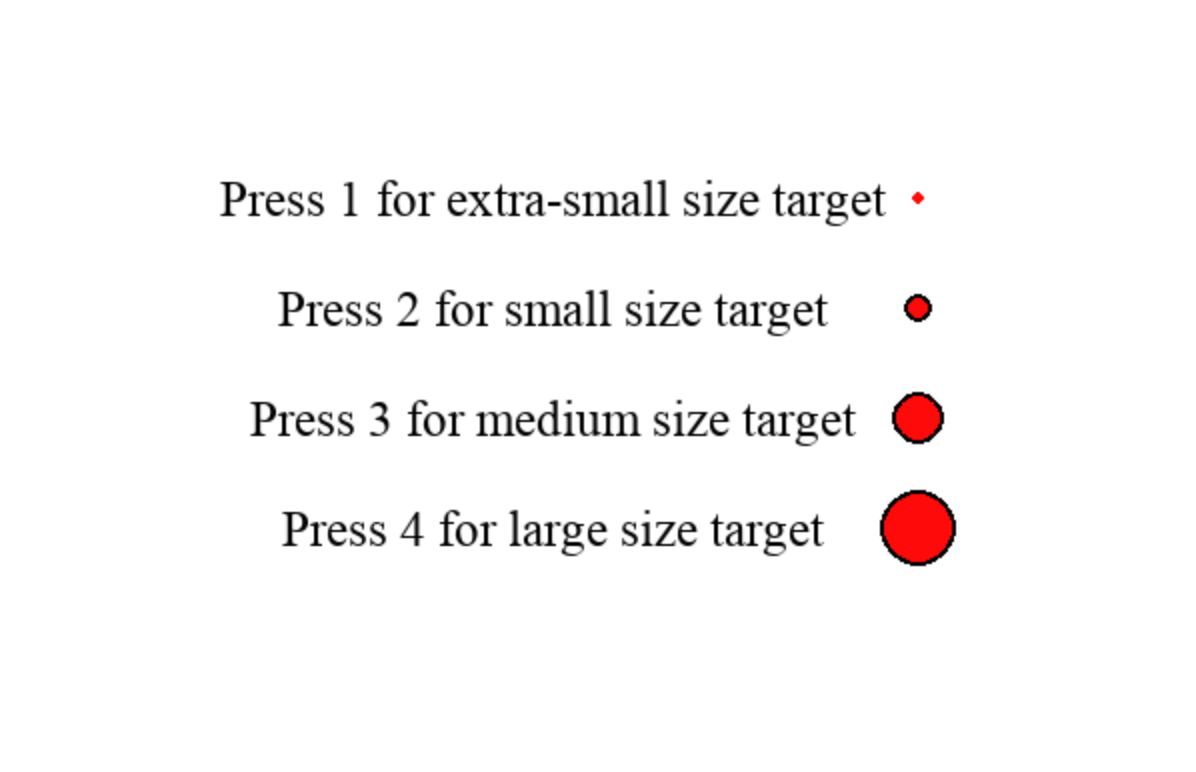 Press 1 for extra-small size target
Press 2 for small size target
Press 3 for medium size target
Press 4 for large size target